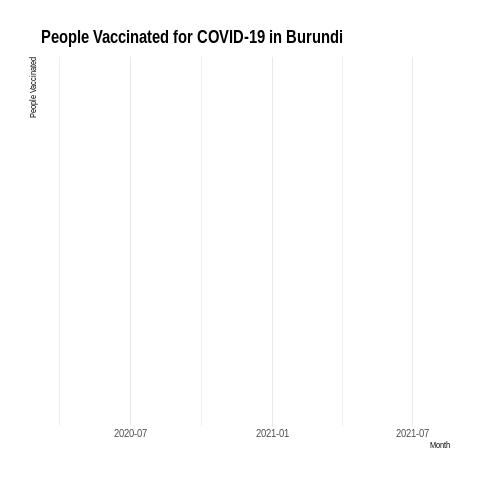 People Vaccinated for COVID-19 in Burundi
People Vaccinated
2020-07 2021-01 2021-07
Month